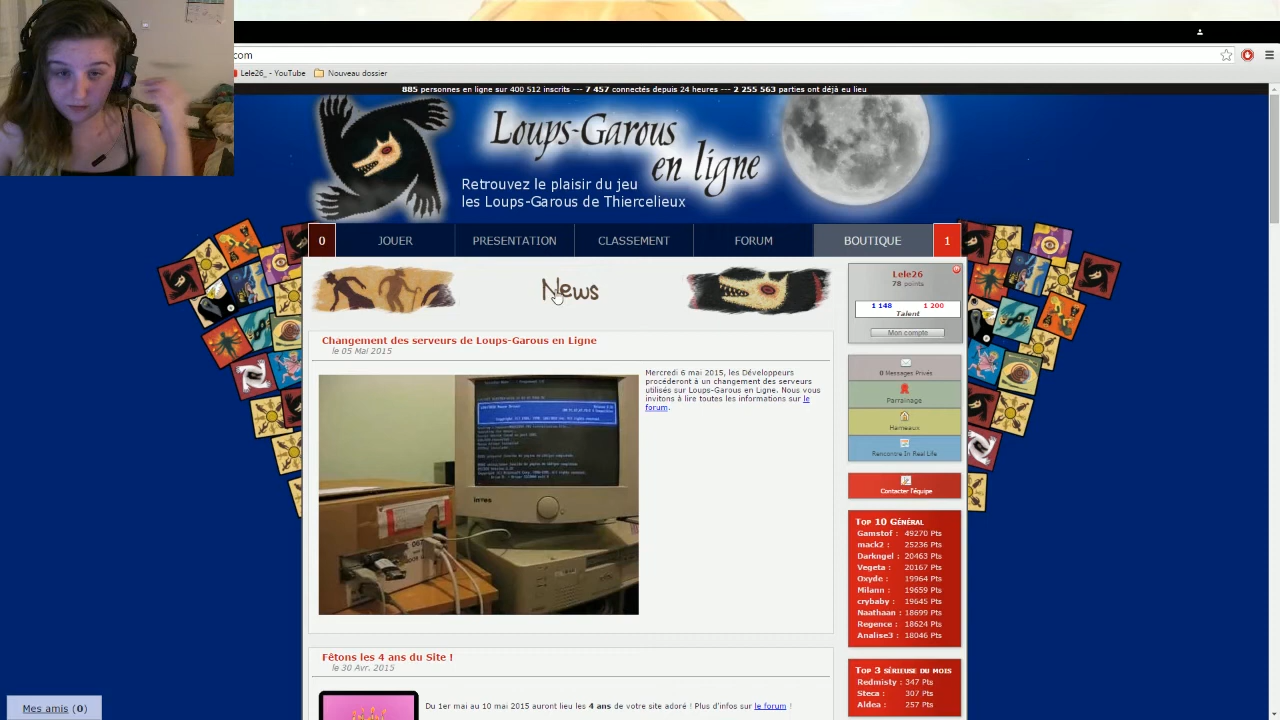 com
Lele26_ - YouTube
Nouveau dossier
885 personnes en ligne sur 400 512 inscrits --- 7 457 connectés depuis 24 heures --- 2 255 563 parties ont déjà eu lieu
Loups-Garous
en ligne
Retrouvez le plaisir du jeu
les Loups-Garous de Thiercelieux
0
JOUER
PRESENTATION
CLASSEMENT
FORUM
BOUTIQUE
1
News
Changement des serveurs de Loups-Garous en Ligne
le 05 Mai 2015
Mercredi 6 mai 2015, les Développeurs
procéderont à un changement des serveurs
utilisés sur Loups-Garous en Ligne. Nous vous
invitons à lire toutes les informations sur le
forum.
Fêtons les 4 ans du Site !
le 30 Avr. 2015
Du 1er mai au 10 mai 2015 auront lieu les 4 ans de votre site adoré ! Plus d'infos sur le forum !
Lele26
78 points
1 148 1 200
Talent
Mon compte
0 Messages Privés
Parrainage
Hameaux
Rencontre In Real Life
Contacter l'équipe
Top 10 Général
Gamstof : 49270 Pts
mack2 : 25236 Pts
Darkngel : 20463 Pts
Vegeta : 20167 Pts
Oxyde : 19964 Pts
Milann : 19659 Pts
crybaby : 19645 Pts
Naathaan : 18699 Pts
Regence : 18624 Pts
Analise3 : 18046 Pts
Top 3 sérieuse du mois
Redmisty : 347 Pts
Steca : 307 Pts
Aldea : 257 Pts
Mes amis (0)